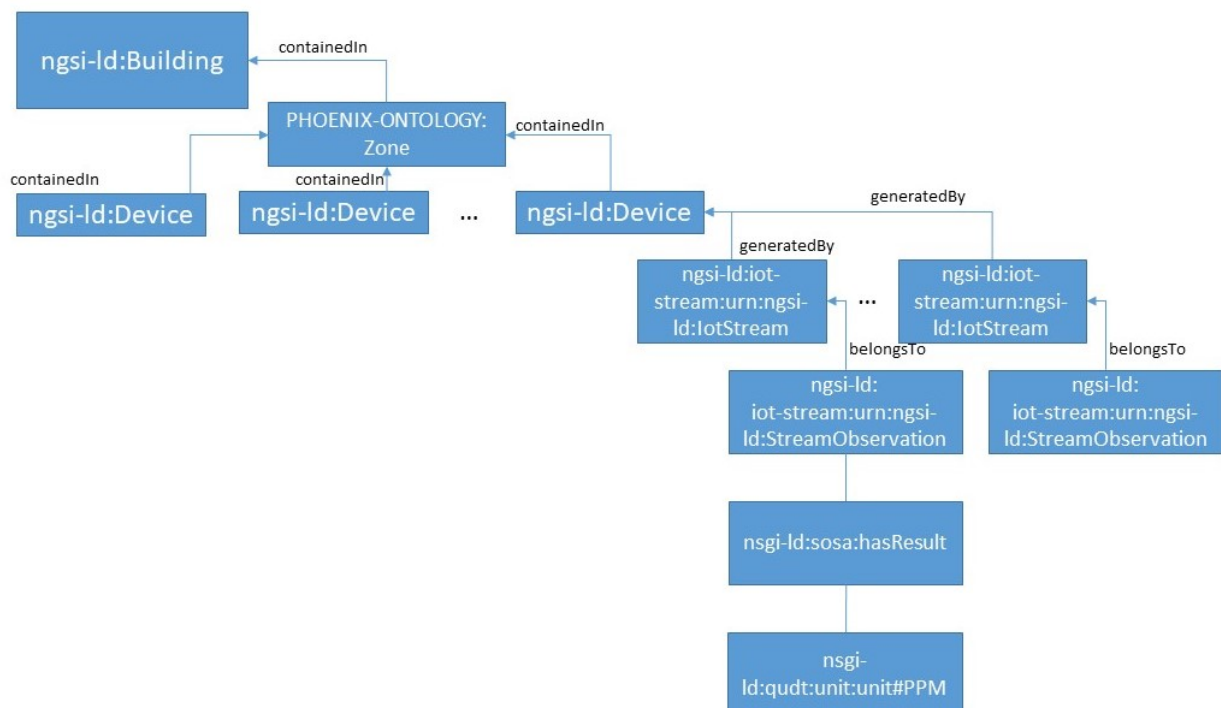 containedIn
ngsi-ld:Building
PHOENIX-ONTOLOGY:
Zone
containedIn
containedIn
containedIn
ngsi-ld:Device
ngsi-ld:Device
...
ngsi-ld:Device
generatedBy
generatedBy
ngsi-ld:iot-
stream:urn:ngsi-
ld:IotStream
...
ngsi-ld:iot-
stream:urn:ngsi-
ld:IotStream
belongsTo
belongsTo
ngsi-ld:
iot-stream:urn:ngsi-
ld:StreamObservation
ngsi-ld:
iot-stream:urn:ngsi-
ld:StreamObservation
nsgi-ld:sosa:hasResult
nsgi-
ld:qudt:unit:unit#PPM